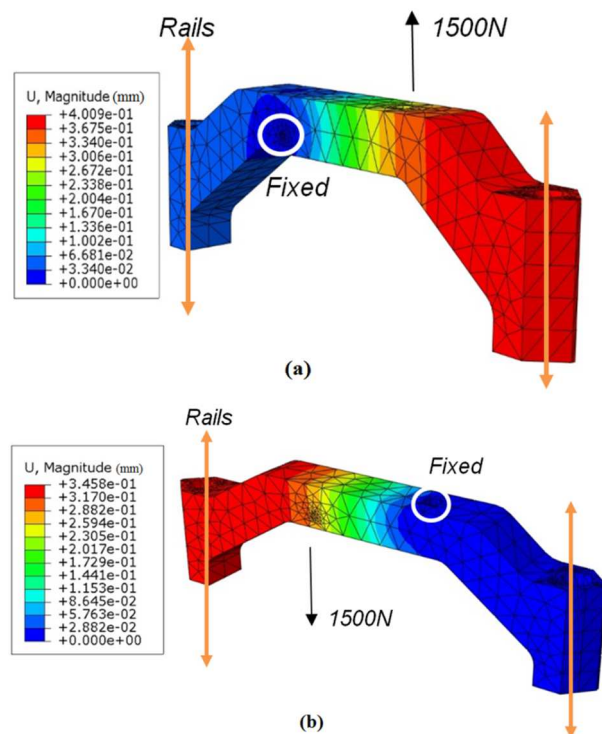 Rails
1500N
U, Magnitude (mm)
+4.009e-01
+3.675e-01
+3.340e-01
+3.006e-01
+2.672e-01
+2.338e-01
+2.004e-01
+1.670e-01
+1.336e-01
+1.002e-01
+6.681e-02
+3.340e-02
+0.000e+00
Fixed
(a)
Rails
Fixed
U, Magnitude (mm)
+3.458e-01
+3.170e-01
+2.882e-01
+2.594e-01
+2.305e-01
+2.017e-01
+1.729e-01
+1.441e-01
+1.153e-01
+8.645e-02
+5.763e-02
+2.882e-02
+0.000e+00
1500N
(b)